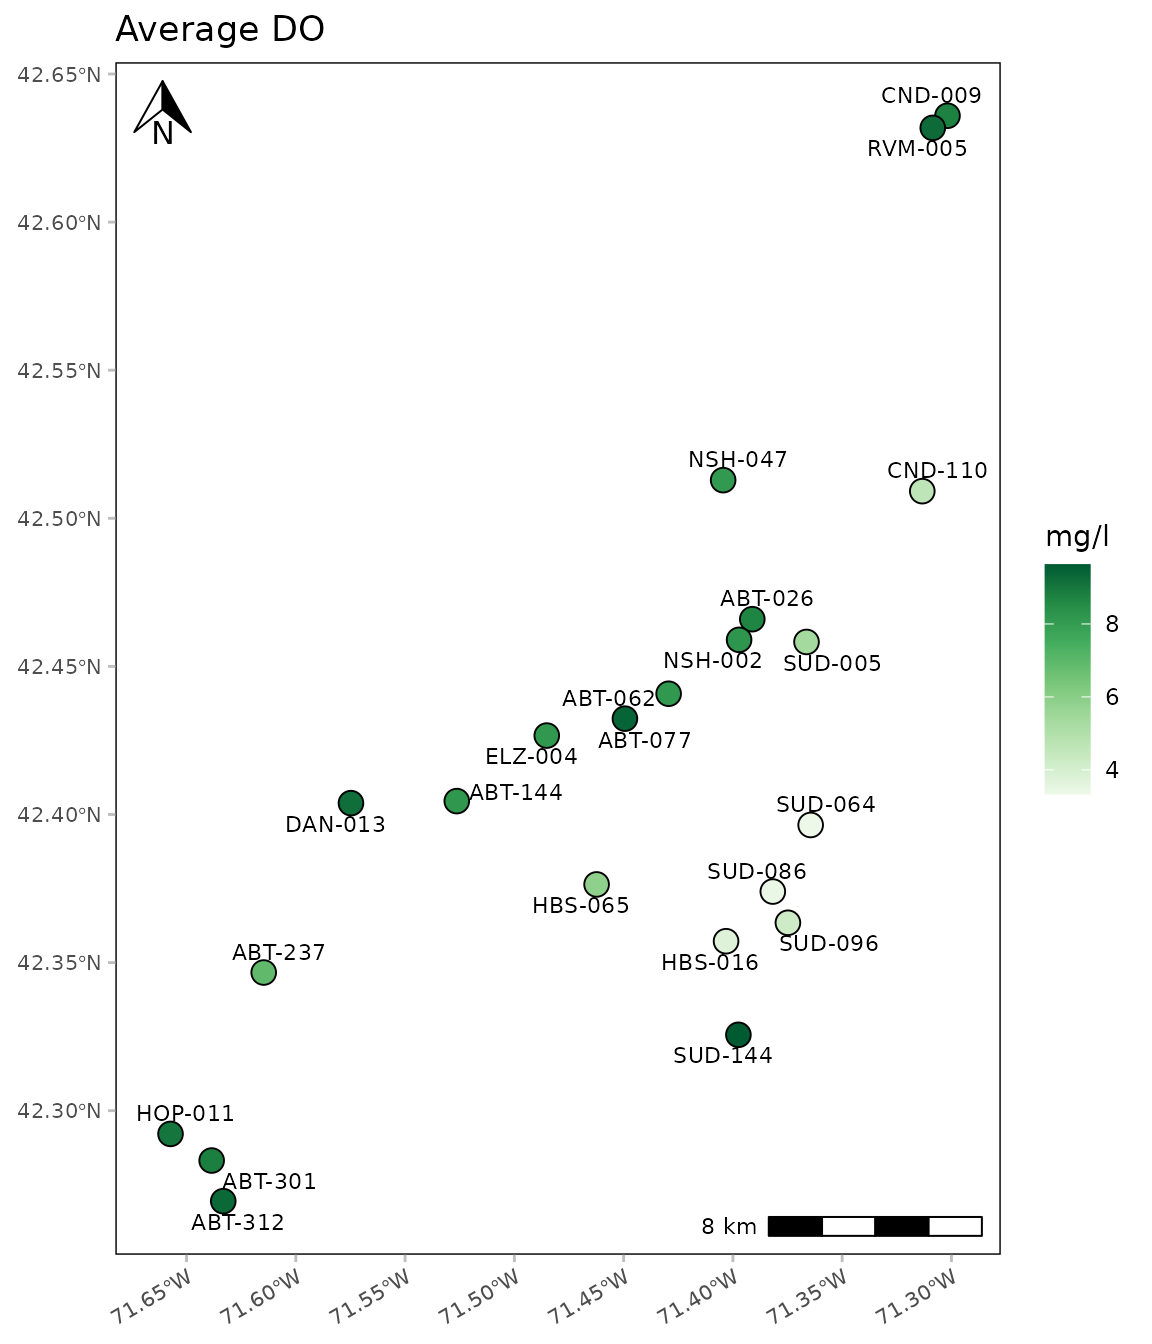 Average DO
42.65°N
42.60°N
42.55°N
42.50°N
42.45°N
42.40°N
42.35°N
42.30°N
N
CND-009
RVM-005
NSH-047
CND-110
ABT-026
NSH-002
SUD-005
ABT-062
ABT-077
ELZ-004
ABT-144
DAN-013
SUD-064
SUD-086
HBS-065
SUD-096
HBS-016
ABT-237
SUD-144
HOP-011
ABT-301
ABT-312
8 km
71.65°W
71.60°W
71.55°W
71.50°W
71.45°W
71.40°W
71.35°W
71.30°W
mg/l
8
6
4